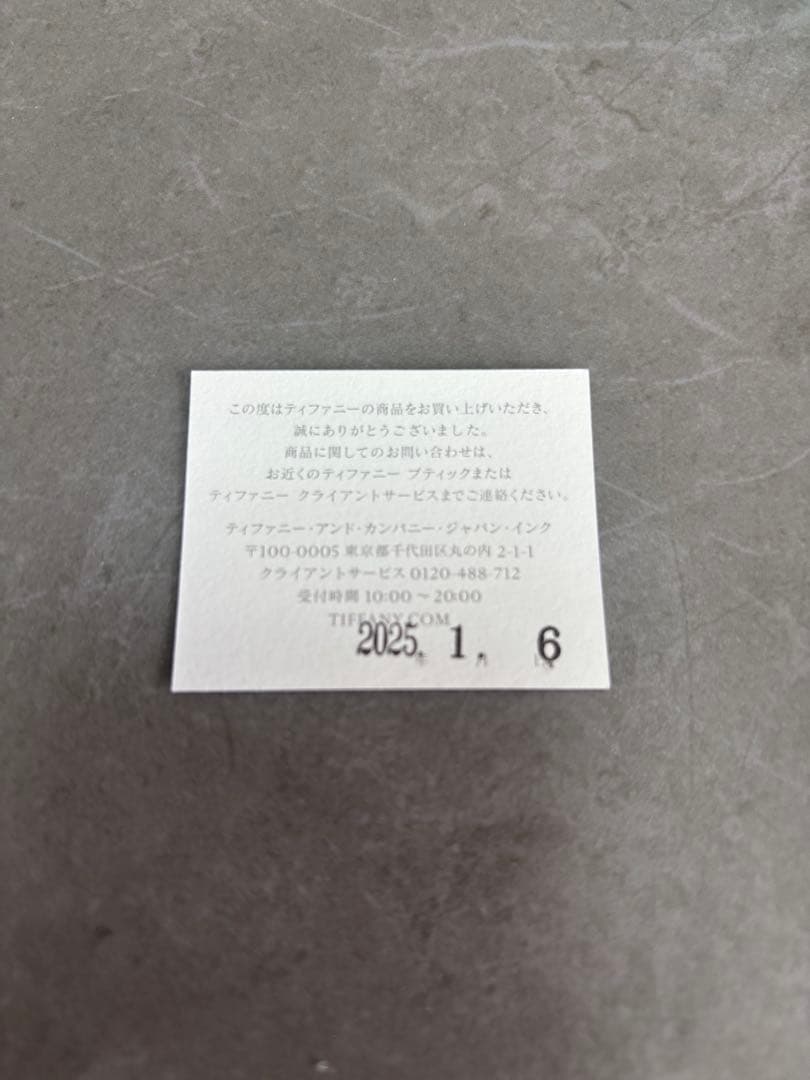 この度はティファニーの商品をお買い上げいただき、
誠にありがとうございました。
商品に関してのお問い合わせは、
お近くのティファニー ブティックまたは
ティファニー クライアントサービスまでご連絡ください。
ティファニー・アンド・カンパニー・ジャパン・インク
〒100-0005 東京都千代田区丸の内 2-1-1
クライアントサービス 0120-488-712
受付時間 10:00 〜 20:00
TIFFANY.COM
2025. 1. 6
年 月 日